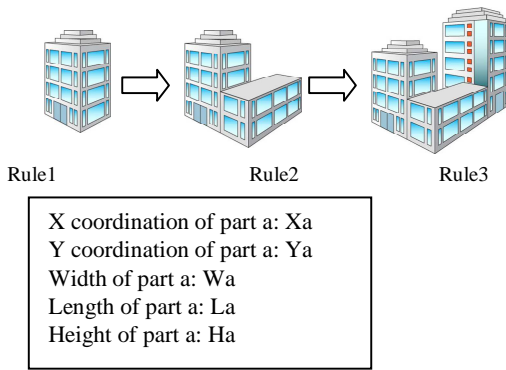 Rule1 Rule2 Rule3
X coordination of part a: Xa
Y coordination of part a: Ya
Width of part a: Wa
Length of part a: La
Height of part a: Ha